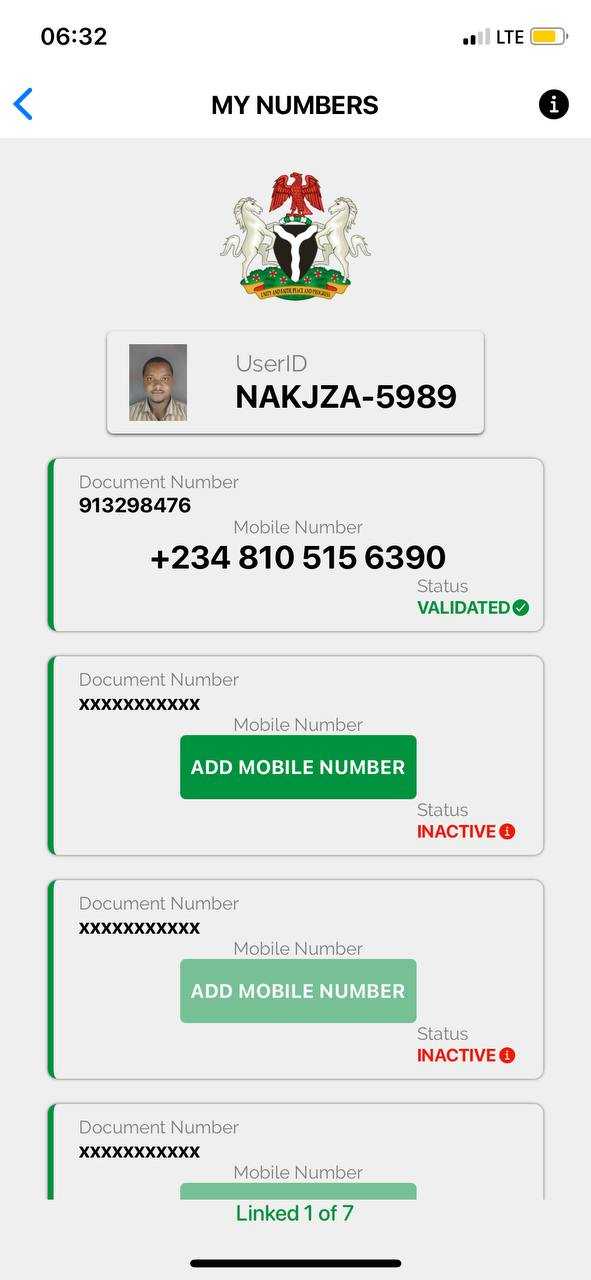 06:32
LTE
MY NUMBERS
UNITY AND FAITH, PEACE AND PROGRESS
UserID
NAKJZA-5989
Document Number
913298476
Mobile Number
+234 810 515 6390
Status
VALIDATED
Document Number
xxxxxxxxxxx
Mobile Number
ADD MOBILE NUMBER
Status
INACTIVE
Document Number
xxxxxxxxxxx
Mobile Number
ADD MOBILE NUMBER
Status
INACTIVE
Document Number
xxxxxxxxxxx
Mobile Number
Linked 1 of 7